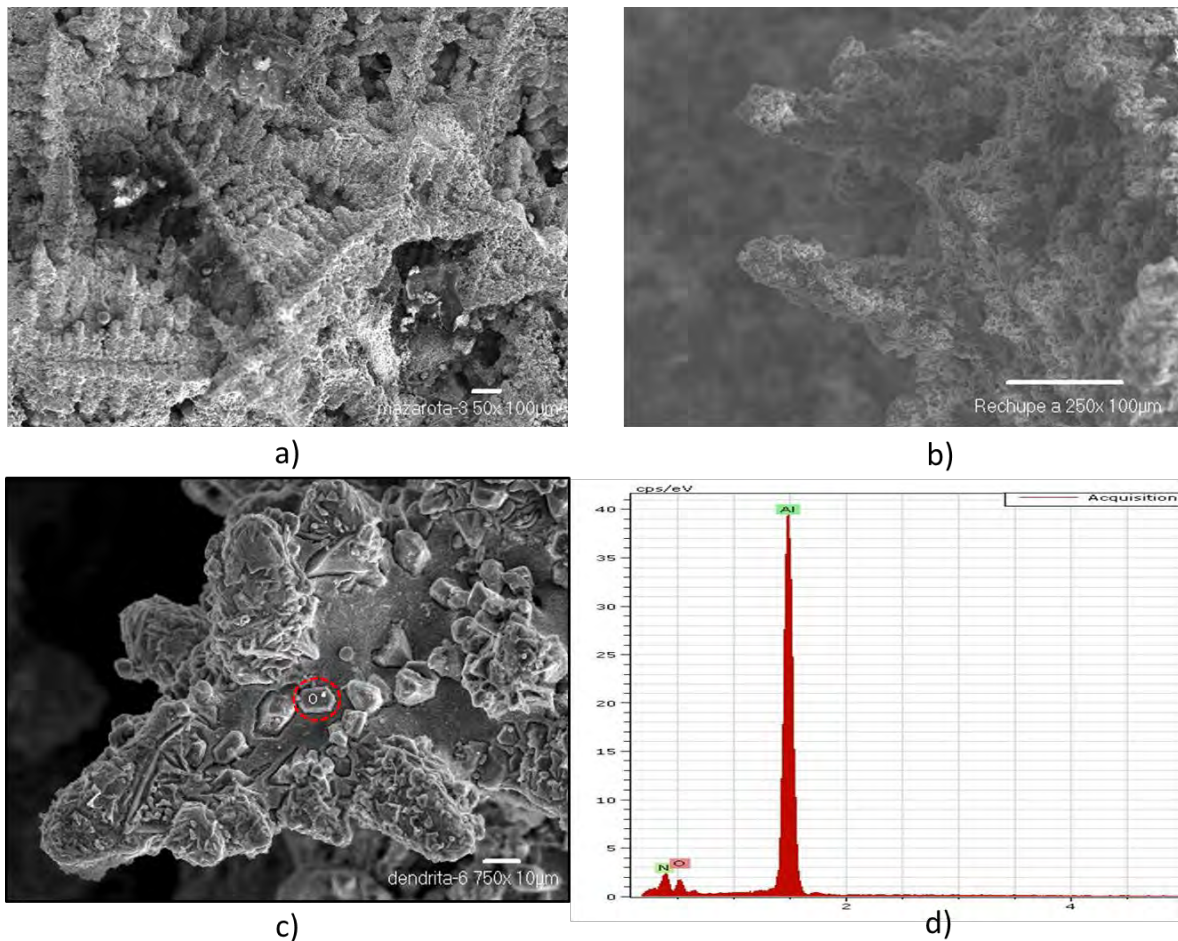 mazarota-3 50x 100µm
Rechupe a 250x 100µm
a)
b)
O
dendrita-6 750x 10µm
c)
cps/eV
Acquisition
Al
40
35
30
25
20
15
10
5
0
N
O
2
4
d)